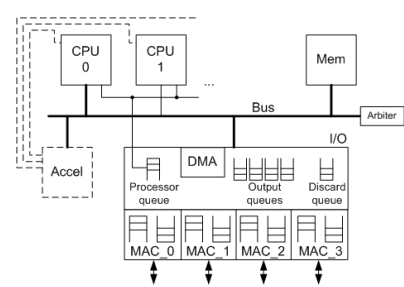 CPU
0
CPU
1
Mem
...
Bus
Arbiter
I/O
Accel
DMA
Processor
queue
Output
queues
Discard
queue
MAC_0
MAC_1
MAC_2
MAC_3